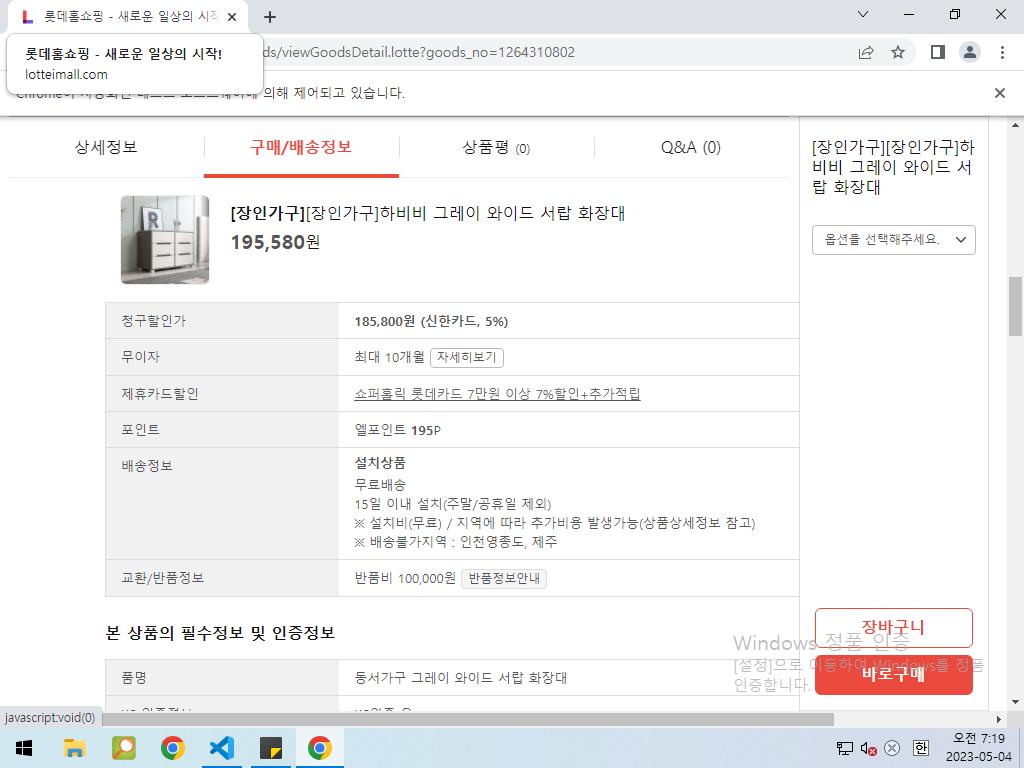 롯데홈쇼핑 - 새로운 일상의 시작
롯데홈쇼핑 - 새로운 일상의 시작!
lotteimall.com
ds/viewGoodsDetail.lotte?goods_no=1264310802
의해 제어되고 있습니다.
상세정보
구매/배송정보
상품평 (0)
Q&A (0)
[장인가구][장인가구]하비비 그레이 와이드 서랍 화장대
195,580원
[장인가구][장인가구]하
비비 그레이 와이드 서
랍 화장대
옵션을 선택해주세요.
청구할인가
185,800원 (신한카드, 5%)
무이자
최대 10개월 자세히보기
제휴카드할인
쇼퍼홀릭 롯데카드 7만원 이상 7%할인+추가적립
포인트
엘포인트 195P
배송정보
설치상품
무료배송
15일 이내 설치(주말/공휴일 제외)
※ 설치비(무료) / 지역에 따라 추가비용 발생가능(상품상세정보 참고)
※ 배송불가지역 : 인천영종도, 제주
교환/반품정보
반품비 100,000원 반품정보안내
본 상품의 필수정보 및 인증정보
품명
동서가구 그레이 와이드 서랍 화장대
장바구니
바로구매
Windows 정품 인증
[설정]으로 이동하여 Windows를 정품
인증합니다.
javascript:void(0)
한
오전 7:19
2023-05-04